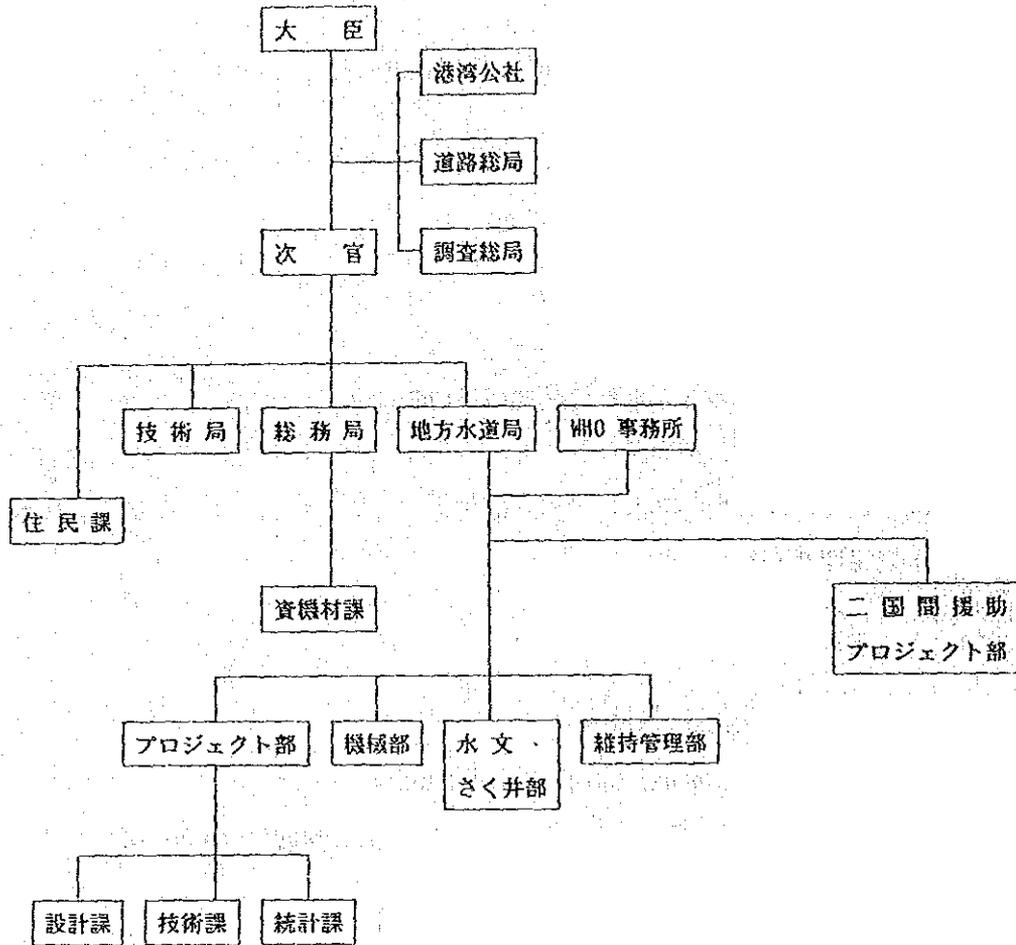 大 臣
港湾公社
道路総局
次 官
調査総局
技 術 局
総 務 局
地方水道局
WHO 事務所
住 民 課
資機材課
二 国 間 援 助
プロジェクト部
プロジェクト部
機械部
水 文 ・
さく井部
維持管理部
設計課
技術課
統計課